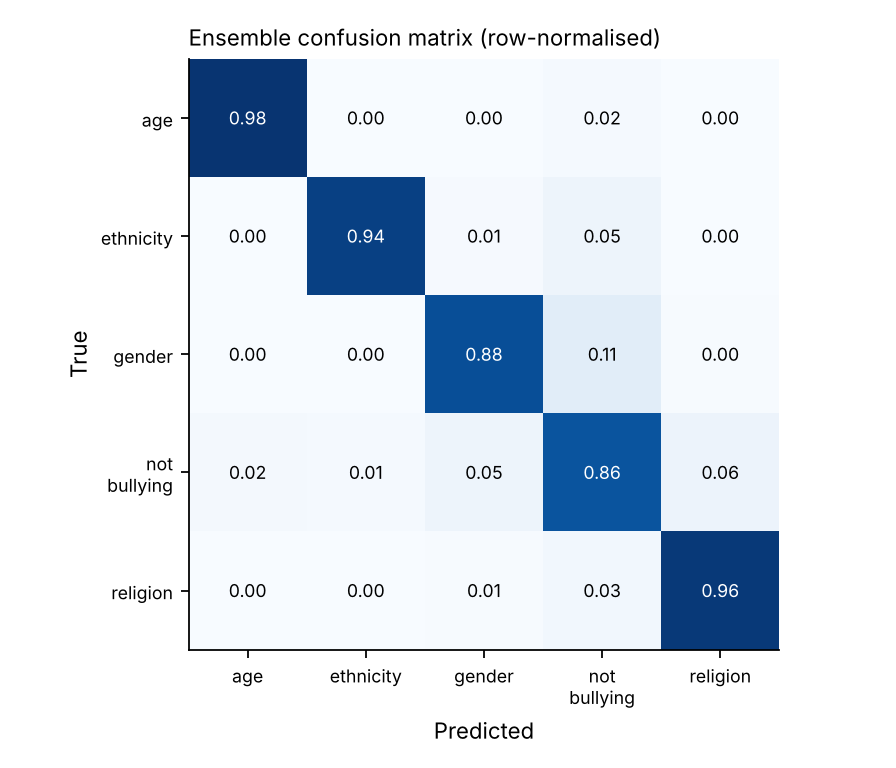 Ensemble confusion matrix (row-normalised)
age 0.98 0.00 0.00 0.02 0.00
ethnicity 0.00 0.94 0.01 0.05 0.00
True
gender 0.00 0.00 0.88 0.11 0.00
not
bullying 0.02 0.01 0.05 0.86 0.06
religion 0.00 0.00 0.01 0.03 0.96
age ethnicity gender not religion
bullying
Predicted